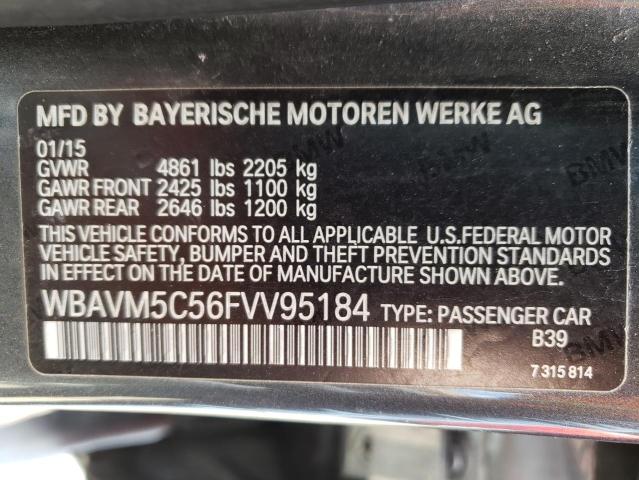 MFD BY BAYERISCHE MOTOREN WERKE AG
01/15
GVWR 4861 lbs 2205 kg
GAWR FRONT 2425 lbs 1100 kg
GAWR REAR 2646 lbs 1200 kg
THIS VEHICLE CONFORMS TO ALL APPLICABLE U.S.FEDERAL MOTOR
VEHICLE SAFETY, BUMPER AND THEFT PREVENTION STANDARDS
IN EFFECT ON THE DATE OF MANUFACTURE SHOWN ABOVE.
WBAVM5C56FVV95184 TYPE: PASSENGER CAR
B39
7 315 814